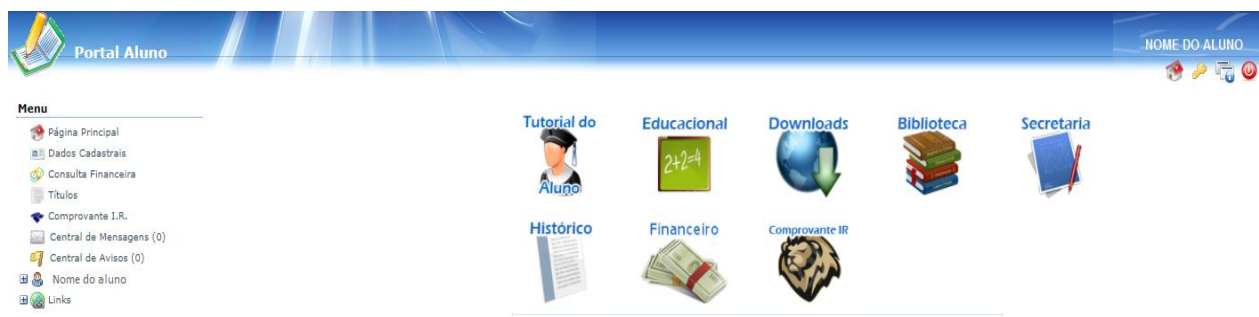 Portal Aluno
NOME DO ALUNO
Menu
Página Principal
Dados Cadastrais
Consulta Financeira
Títulos
Comprovante I.R.
Central de Mensagens (0)
Central de Avisos (0)
Nome do aluno
Links
Tutorial do
Aluno
Educacional
2+2=4
Downloads
Biblioteca
Secretaria
Histórico
Financeiro
Comprovante IR